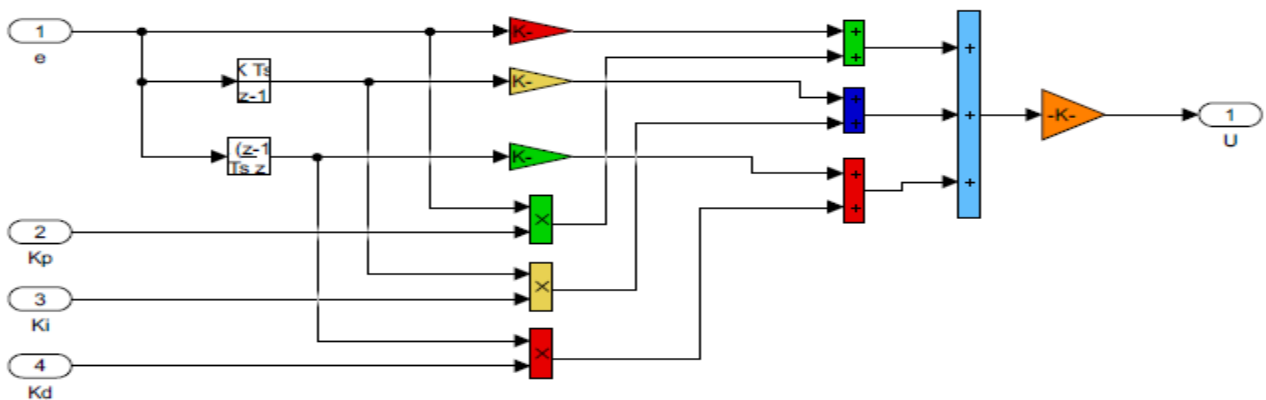 1
e
K-
+
+
+
K Ts
z-1
K-
+
+
+
-K-
1
U
(z-1
Ts z
K-
+
+
+
2
Kp
×
3
Ki
×
4
Kd
×